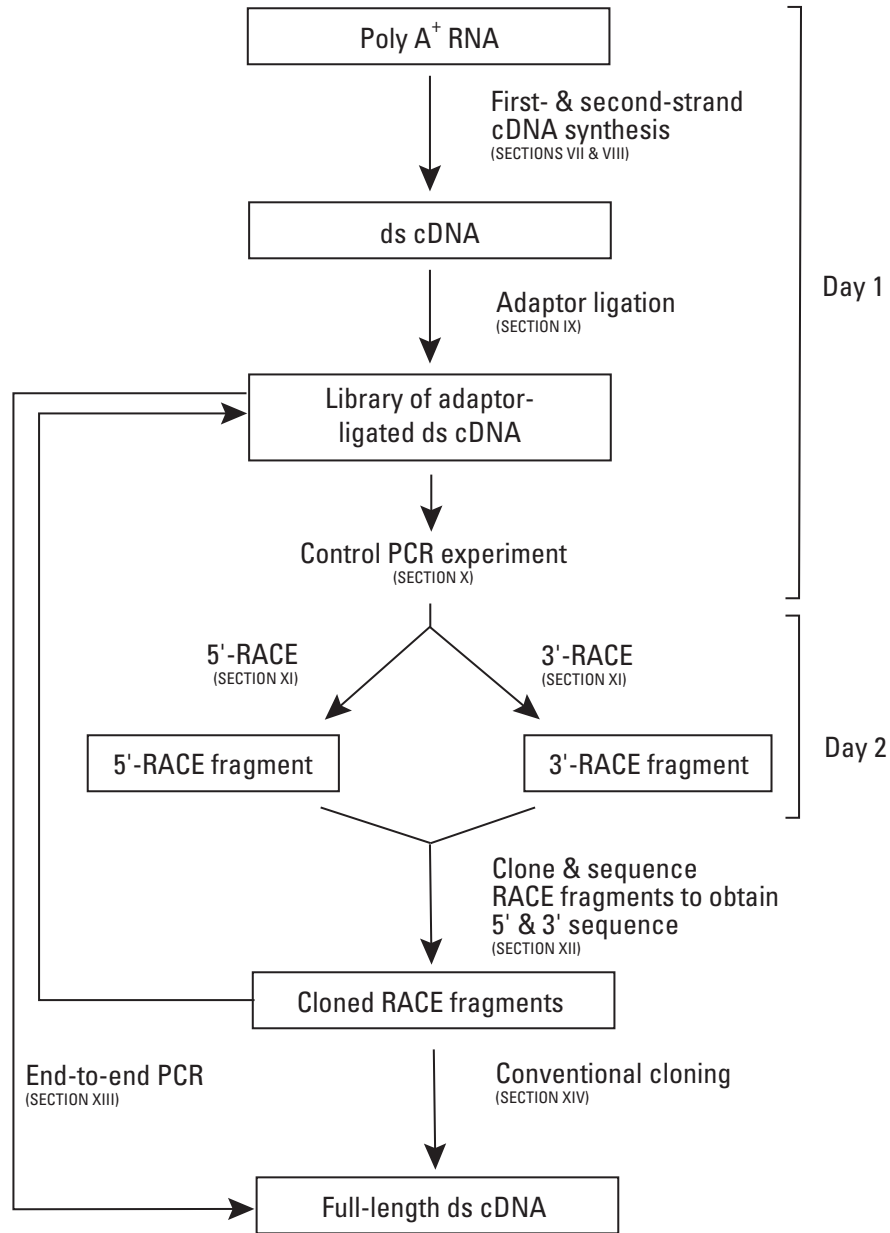 Poly A+ RNA
First- & second-strand
cDNA synthesis
(SECTIONS VII & VIII)
ds cDNA
Day 1
Adaptor ligation
(SECTION IX)
Library of adaptor-
ligated ds cDNA
Control PCR experiment
(SECTION X)
5'-RACE
(SECTION XI)
3'-RACE
(SECTION XI)
5'-RACE fragment
3'-RACE fragment
Day 2
Clone & sequence
RACE fragments to obtain
5' & 3' sequence
(SECTION XII)
Cloned RACE fragments
End-to-end PCR
(SECTION XIII)
Conventional cloning
(SECTION XIV)
Full-length ds cDNA